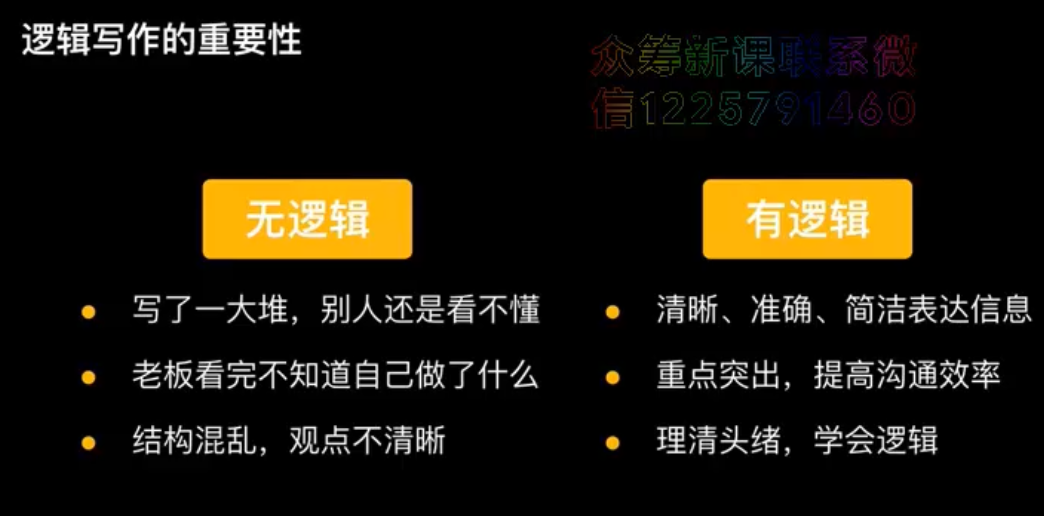 逻辑写作的重要性
众筹新课联系微
信1225791460
无逻辑
有逻辑
写了一大堆，别人还是看不懂
老板看完不知道自己做了什么
结构混乱，观点不清晰
清晰、准确、简洁表达信息
重点突出，提高沟通效率
理清头绪，学会逻辑